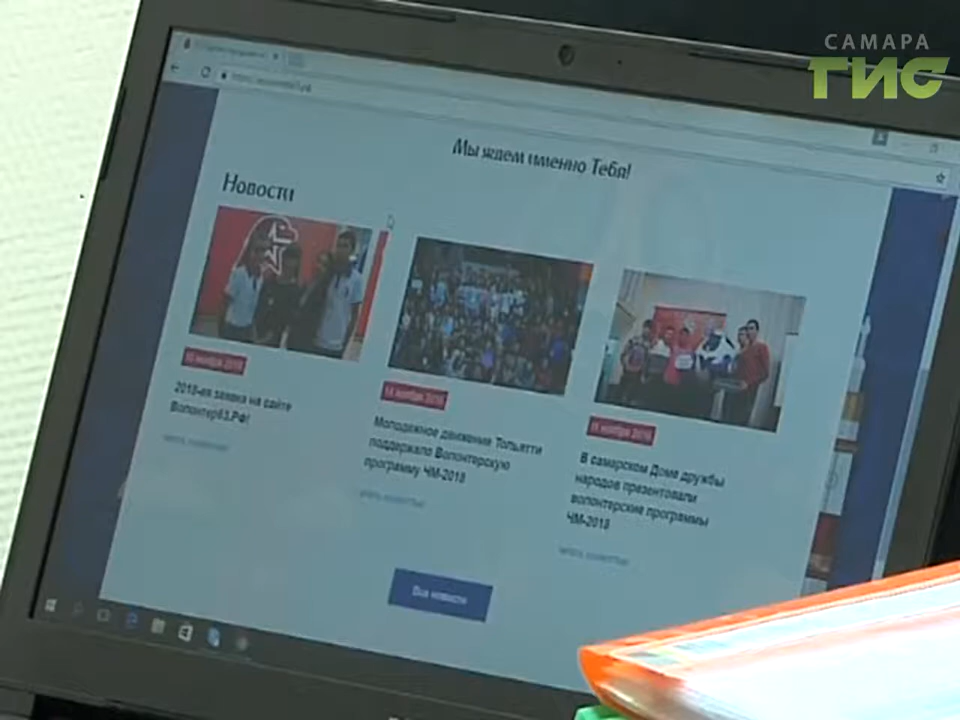 САМАРА
ГИС
Мы ждем именно Тебя!
Новости
2018-ая заявка на сайте
Волонтер63.РФ!
Молодежное движение Тольятти
поддержало Волонтерскую
программу ЧМ-2018
В самарском Доме дружбы
народов презентовали
волонтерские программы
ЧМ-2018
Все новости